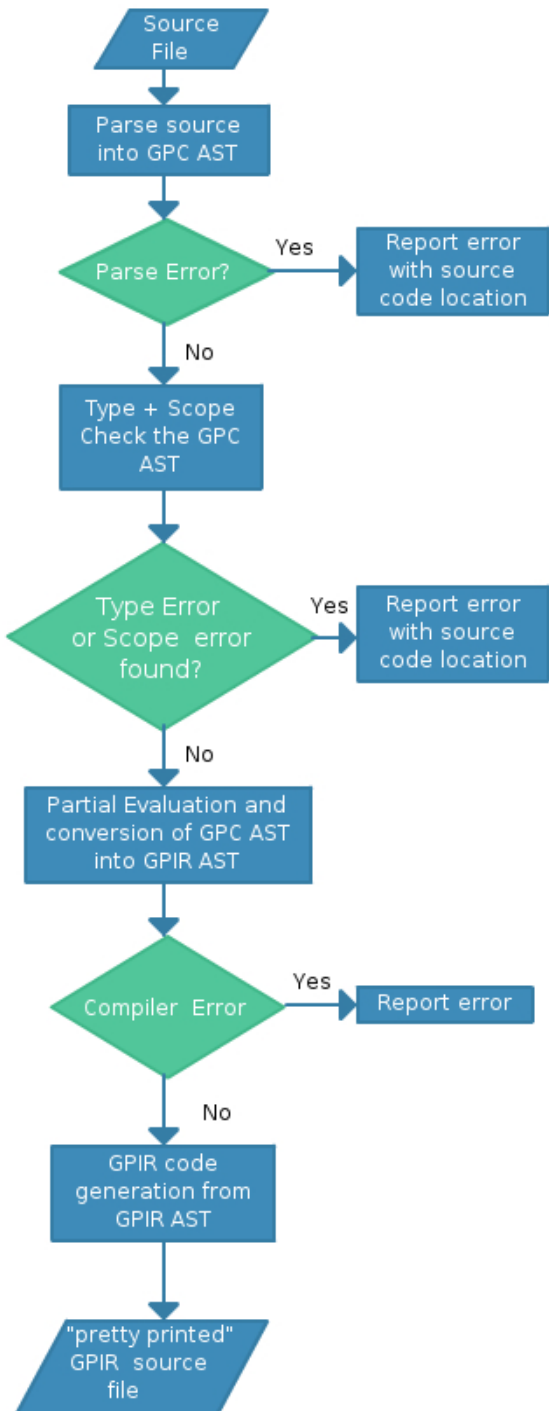 Source
File
Parse source
into GPC AST
Parse Error?
Yes
Report error
with source
code location
No
Type + Scope
Check the GPC
AST
Type Error
or Scope error
found?
Yes
Report error
with source
code location
No
Partial Evaluation and
conversion of GPC AST
into GPIR AST
Compiler Error
Yes
Report error
No
GPIR code
generation from
GPIR AST
"pretty printed"
GPIR source
file